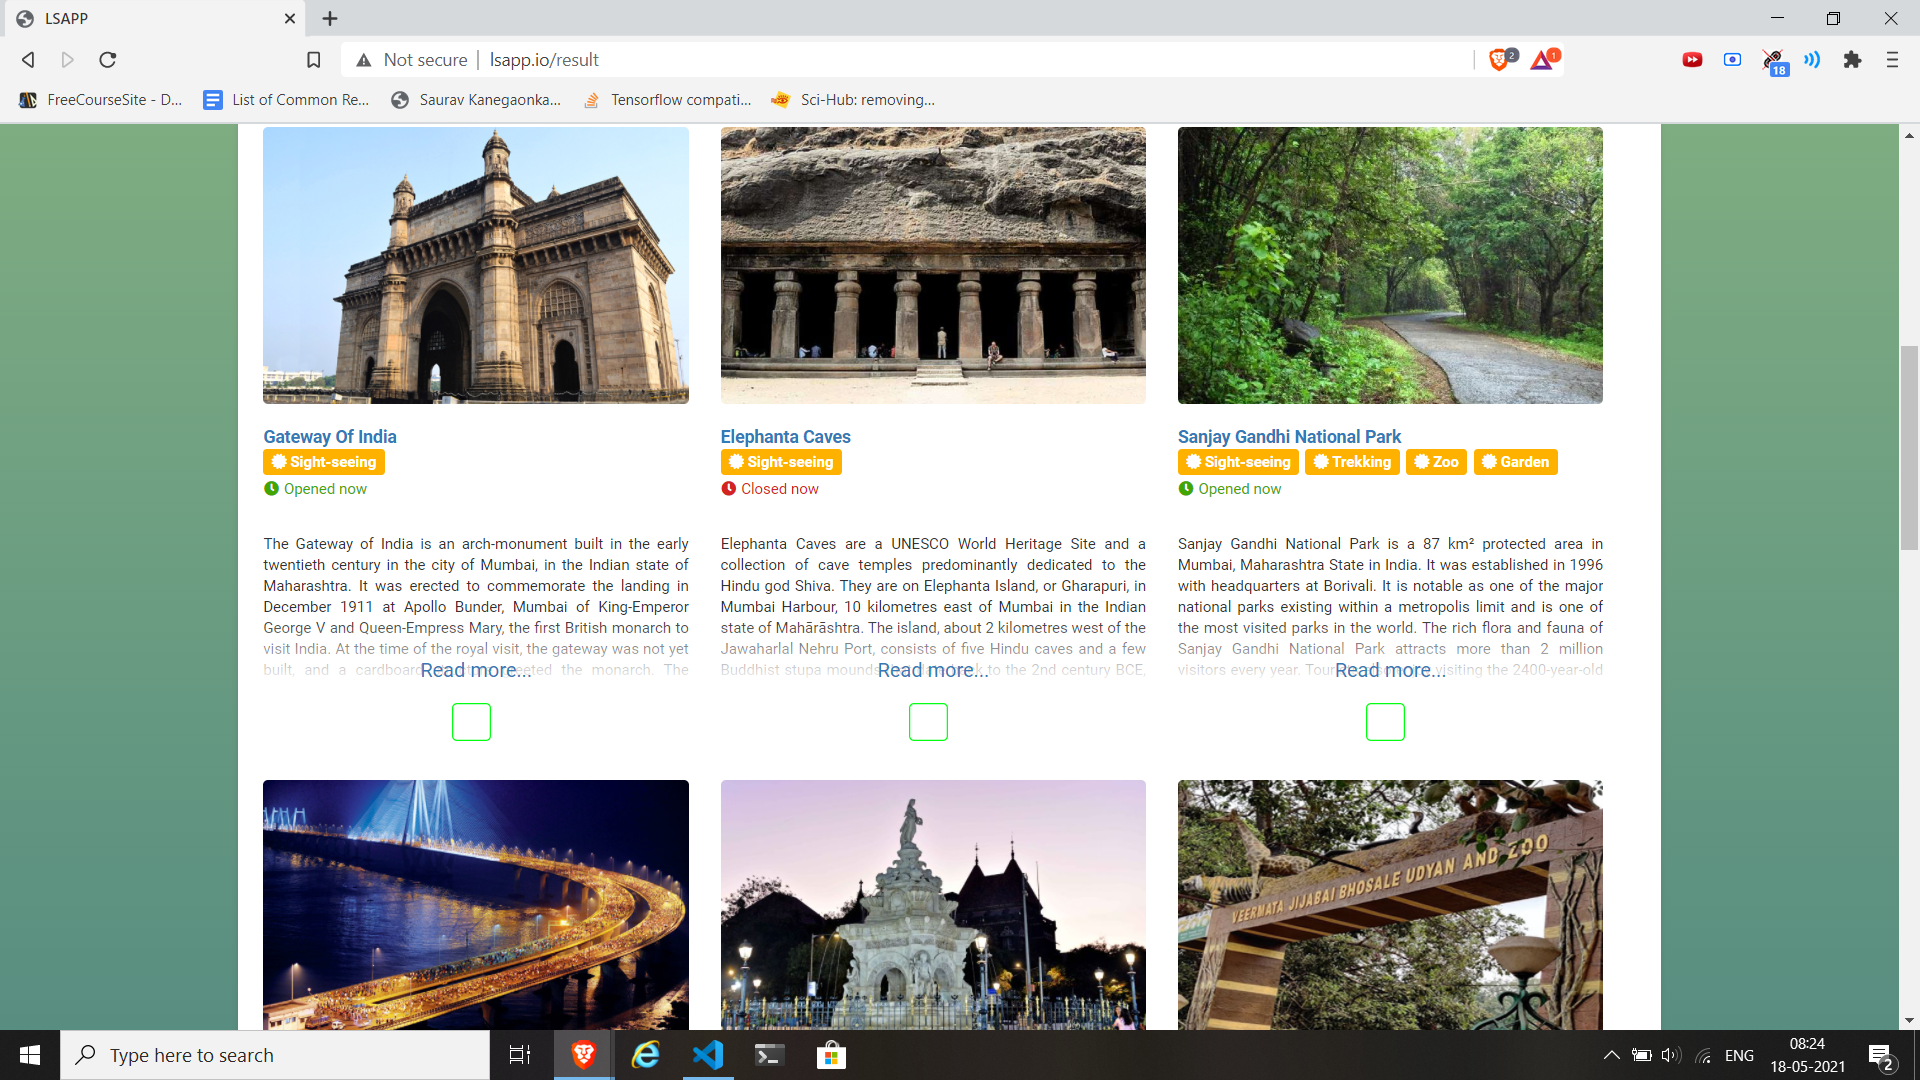 LSAPP
Not secure
lsapp.io/result
2
1
18
FreeCourseSite - D...
List of Common Re...
Saurav Kanegaonka...
Tensorflow compati...
Sci-Hub: removing...
Gateway Of India
Sight-seeing
Opened now
The Gateway of India is an arch-monument built in the early
twentieth century in the city of Mumbai, in the Indian state of
Maharashtra. It was erected to commemorate the landing in
December 1911 at Apollo Bunder, Mumbai of King-Emperor
George V and Queen-Empress Mary, the first British monarch to
visit India. At the time of the royal visit, the gateway was not yet
built, and a cardboard greeted the monarch. The
Read more...
Elephanta Caves
Sight-seeing
Closed now
Elephanta Caves are a UNESCO World Heritage Site and a
collection of cave temples predominantly dedicated to the
Hindu god Shiva. They are on Elephanta Island, or Gharapuri, in
Mumbai Harbour, 10 kilometres east of Mumbai in the Indian
state of Mahārāshtra. The island, about 2 kilometres west of the
Jawaharlal Nehru Port, consists of five Hindu caves and a few
Buddhist stupa mounds to the 2nd century BCE,
Read more...
Sanjay Gandhi National Park
Sight-seeing Trekking Zoo Garden
Opened now
Sanjay Gandhi National Park is a 87 km² protected area in
Mumbai, Maharashtra State in India. It was established in 1996
with headquarters at Borivali. It is notable as one of the major
national parks existing within a metropolis limit and is one of
the most visited parks in the world. The rich flora and fauna of
Sanjay Gandhi National Park attracts more than 2 million
visitors every year. visiting the 2400-year-old
Read more...
VEERMATA JIJABAI BHOSALE UDYAN AND ZOO
Type here to search
ENG
08:24
18-05-2021
2